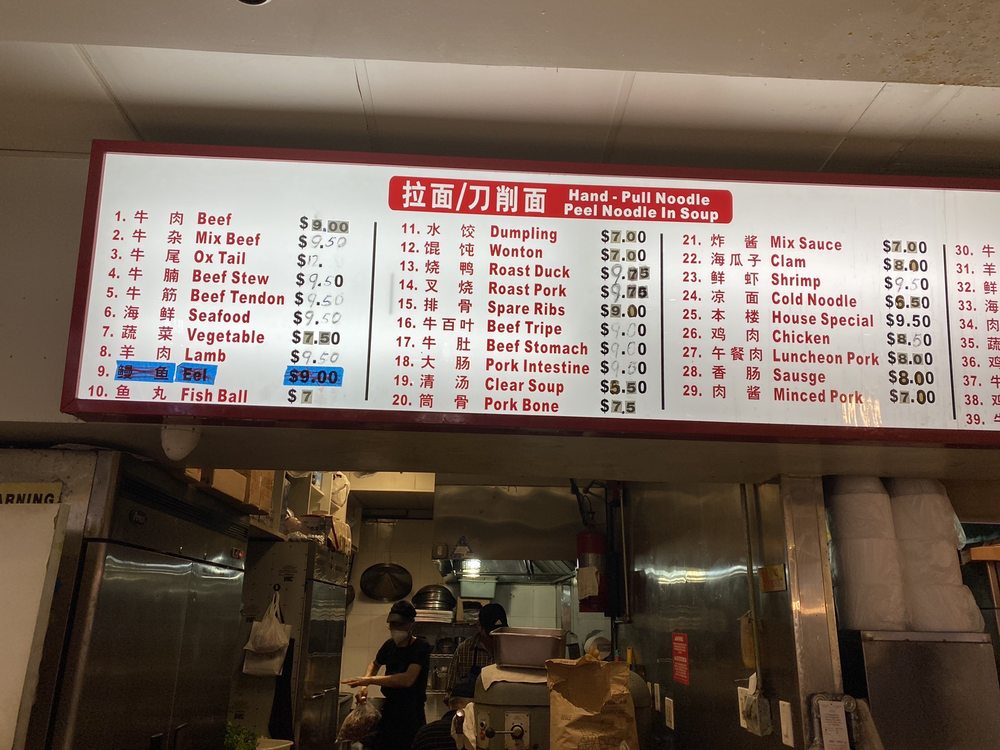 拉面/刀削面 Hand - Pull Noodle
Peel Noodle In Soup
1. 牛 肉 Beef $9.00
2. 牛 杂 Mix Beef $9.50
3. 牛 尾 Ox Tail $12.
4. 牛 腩 Beef Stew $9.50
5. 牛 筋 Beef Tendon $9.50
6. 海 鲜 Seafood $9.50
7. 蔬 菜 Vegetable $7.50
8. 羊 肉 Lamb $9.50
9. 鳗 鱼 Eel $9.00
10. 鱼 丸 Fish Ball $7
11. 水 饺 Dumpling $7.00
12. 馄 饨 Wonton $7.00
13. 烧 鸭 Roast Duck $9.75
14. 叉 烧 Roast Pork $9.75
15. 排 骨 Spare Ribs $9.00
16. 牛百叶 Beef Tripe $9.00
17. 牛 肚 Beef Stomach $9.00
18. 大 肠 Pork Intestine $9.50
19. 清 汤 Clear Soup $5.50
20. 筒 骨 Pork Bone $7.5
21. 炸 酱 Mix Sauce $7.00
22. 海瓜子 Clam $8.00
23. 鲜 虾 Shrimp $9.50
24. 凉 面 Cold Noodle $6.50
25. 本 楼 House Special $9.50
26. 鸡 肉 Chicken $8.50
27. 午餐肉 Luncheon Pork $8.00
28. 香 肠 Sausge $8.00
29. 肉 酱 Minced Pork $7.00
30. 牛
31. 羊
32. 鲜
33. 海
34. 肉
35. 蔬
36. 鸡
37. 牛
38. 鸡
39. 牛
ARNING